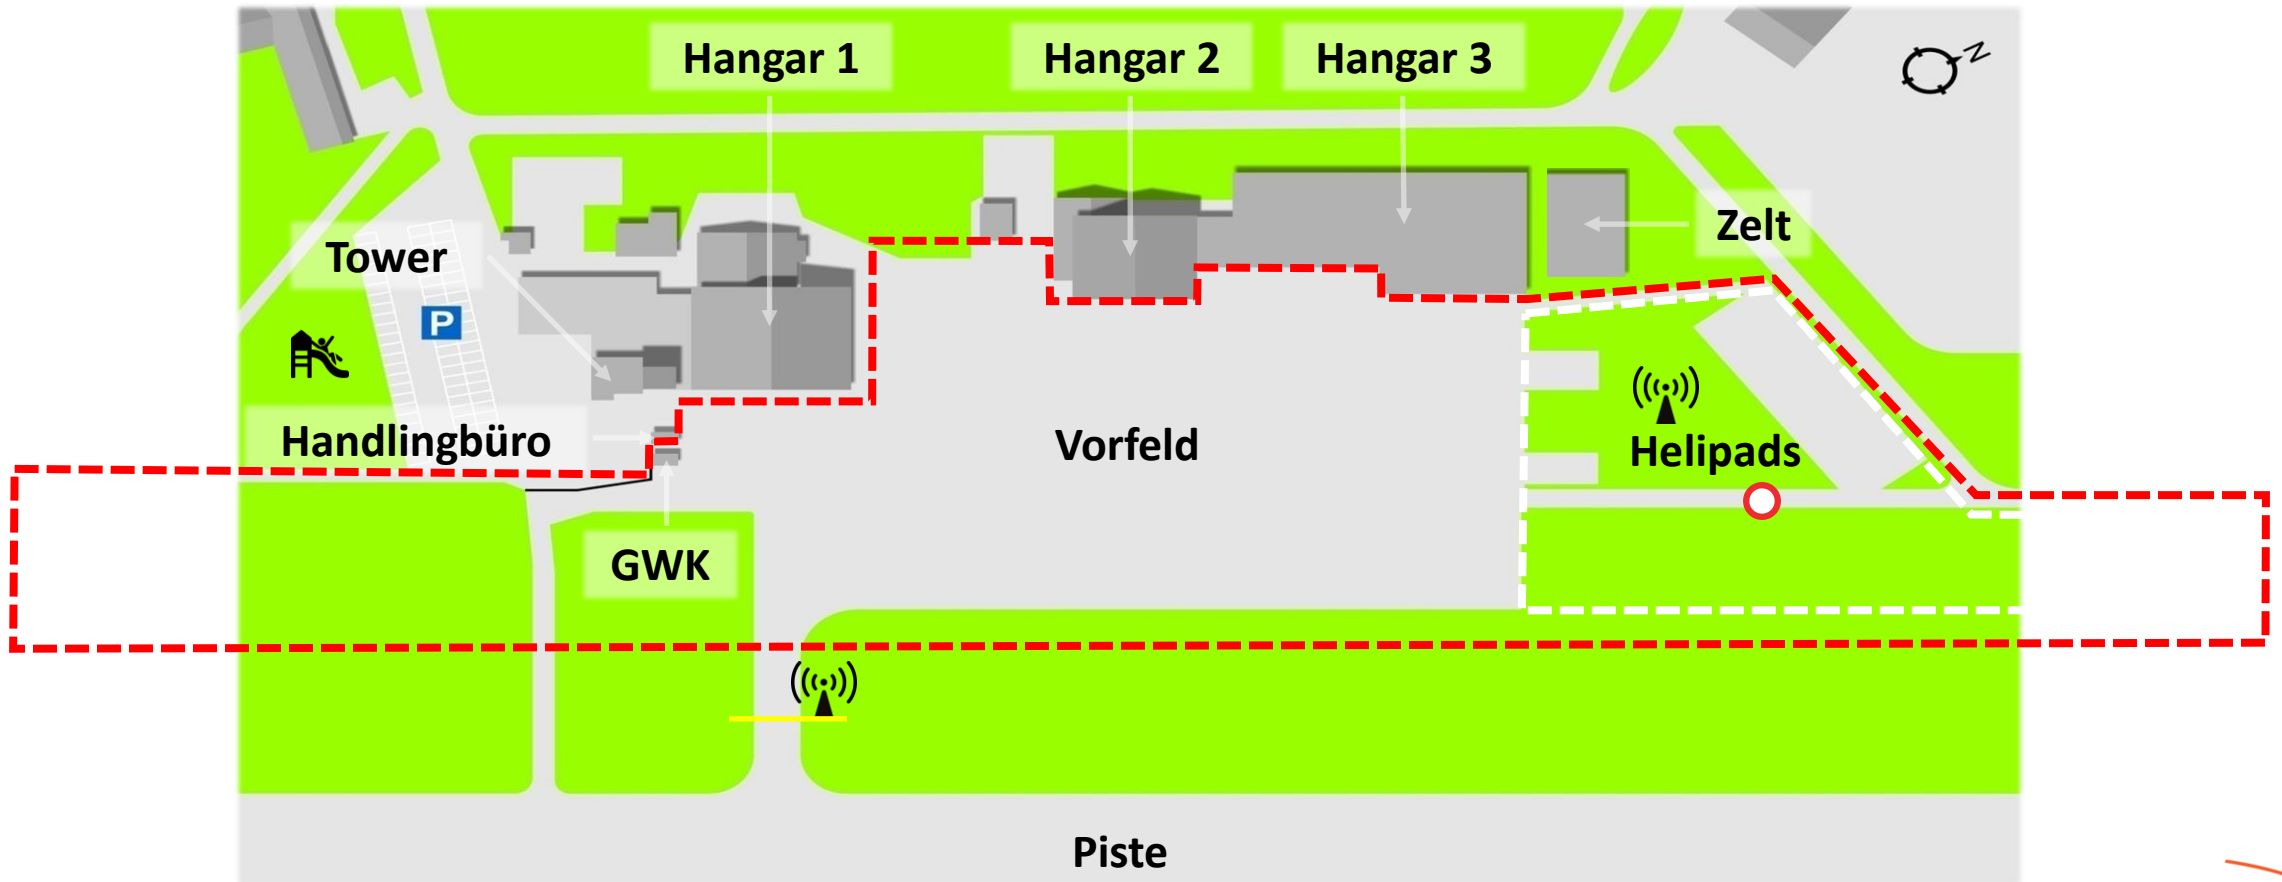 Hangar 1
Hangar 2
Hangar 3
N
Zelt
Tower
P
Handlingbüro
Vorfeld
Helipads
GWK
Piste